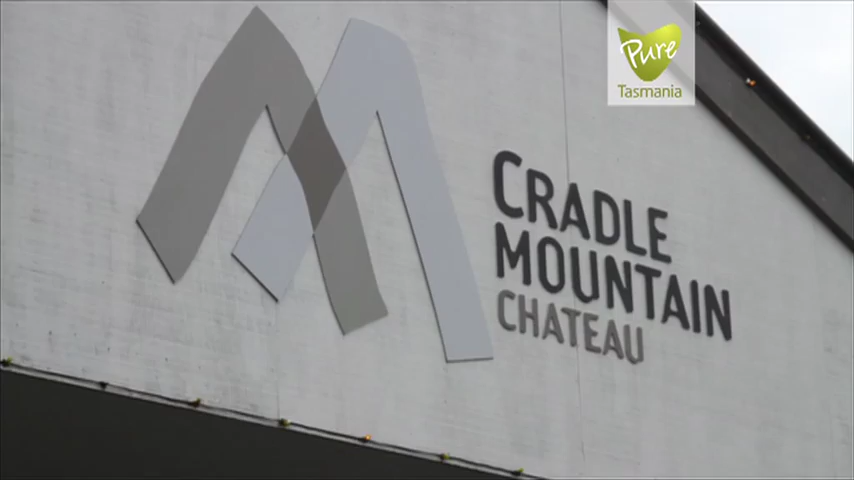 Pure
Tasmania
CRADLE
MOUNTAIN
CHATEAU